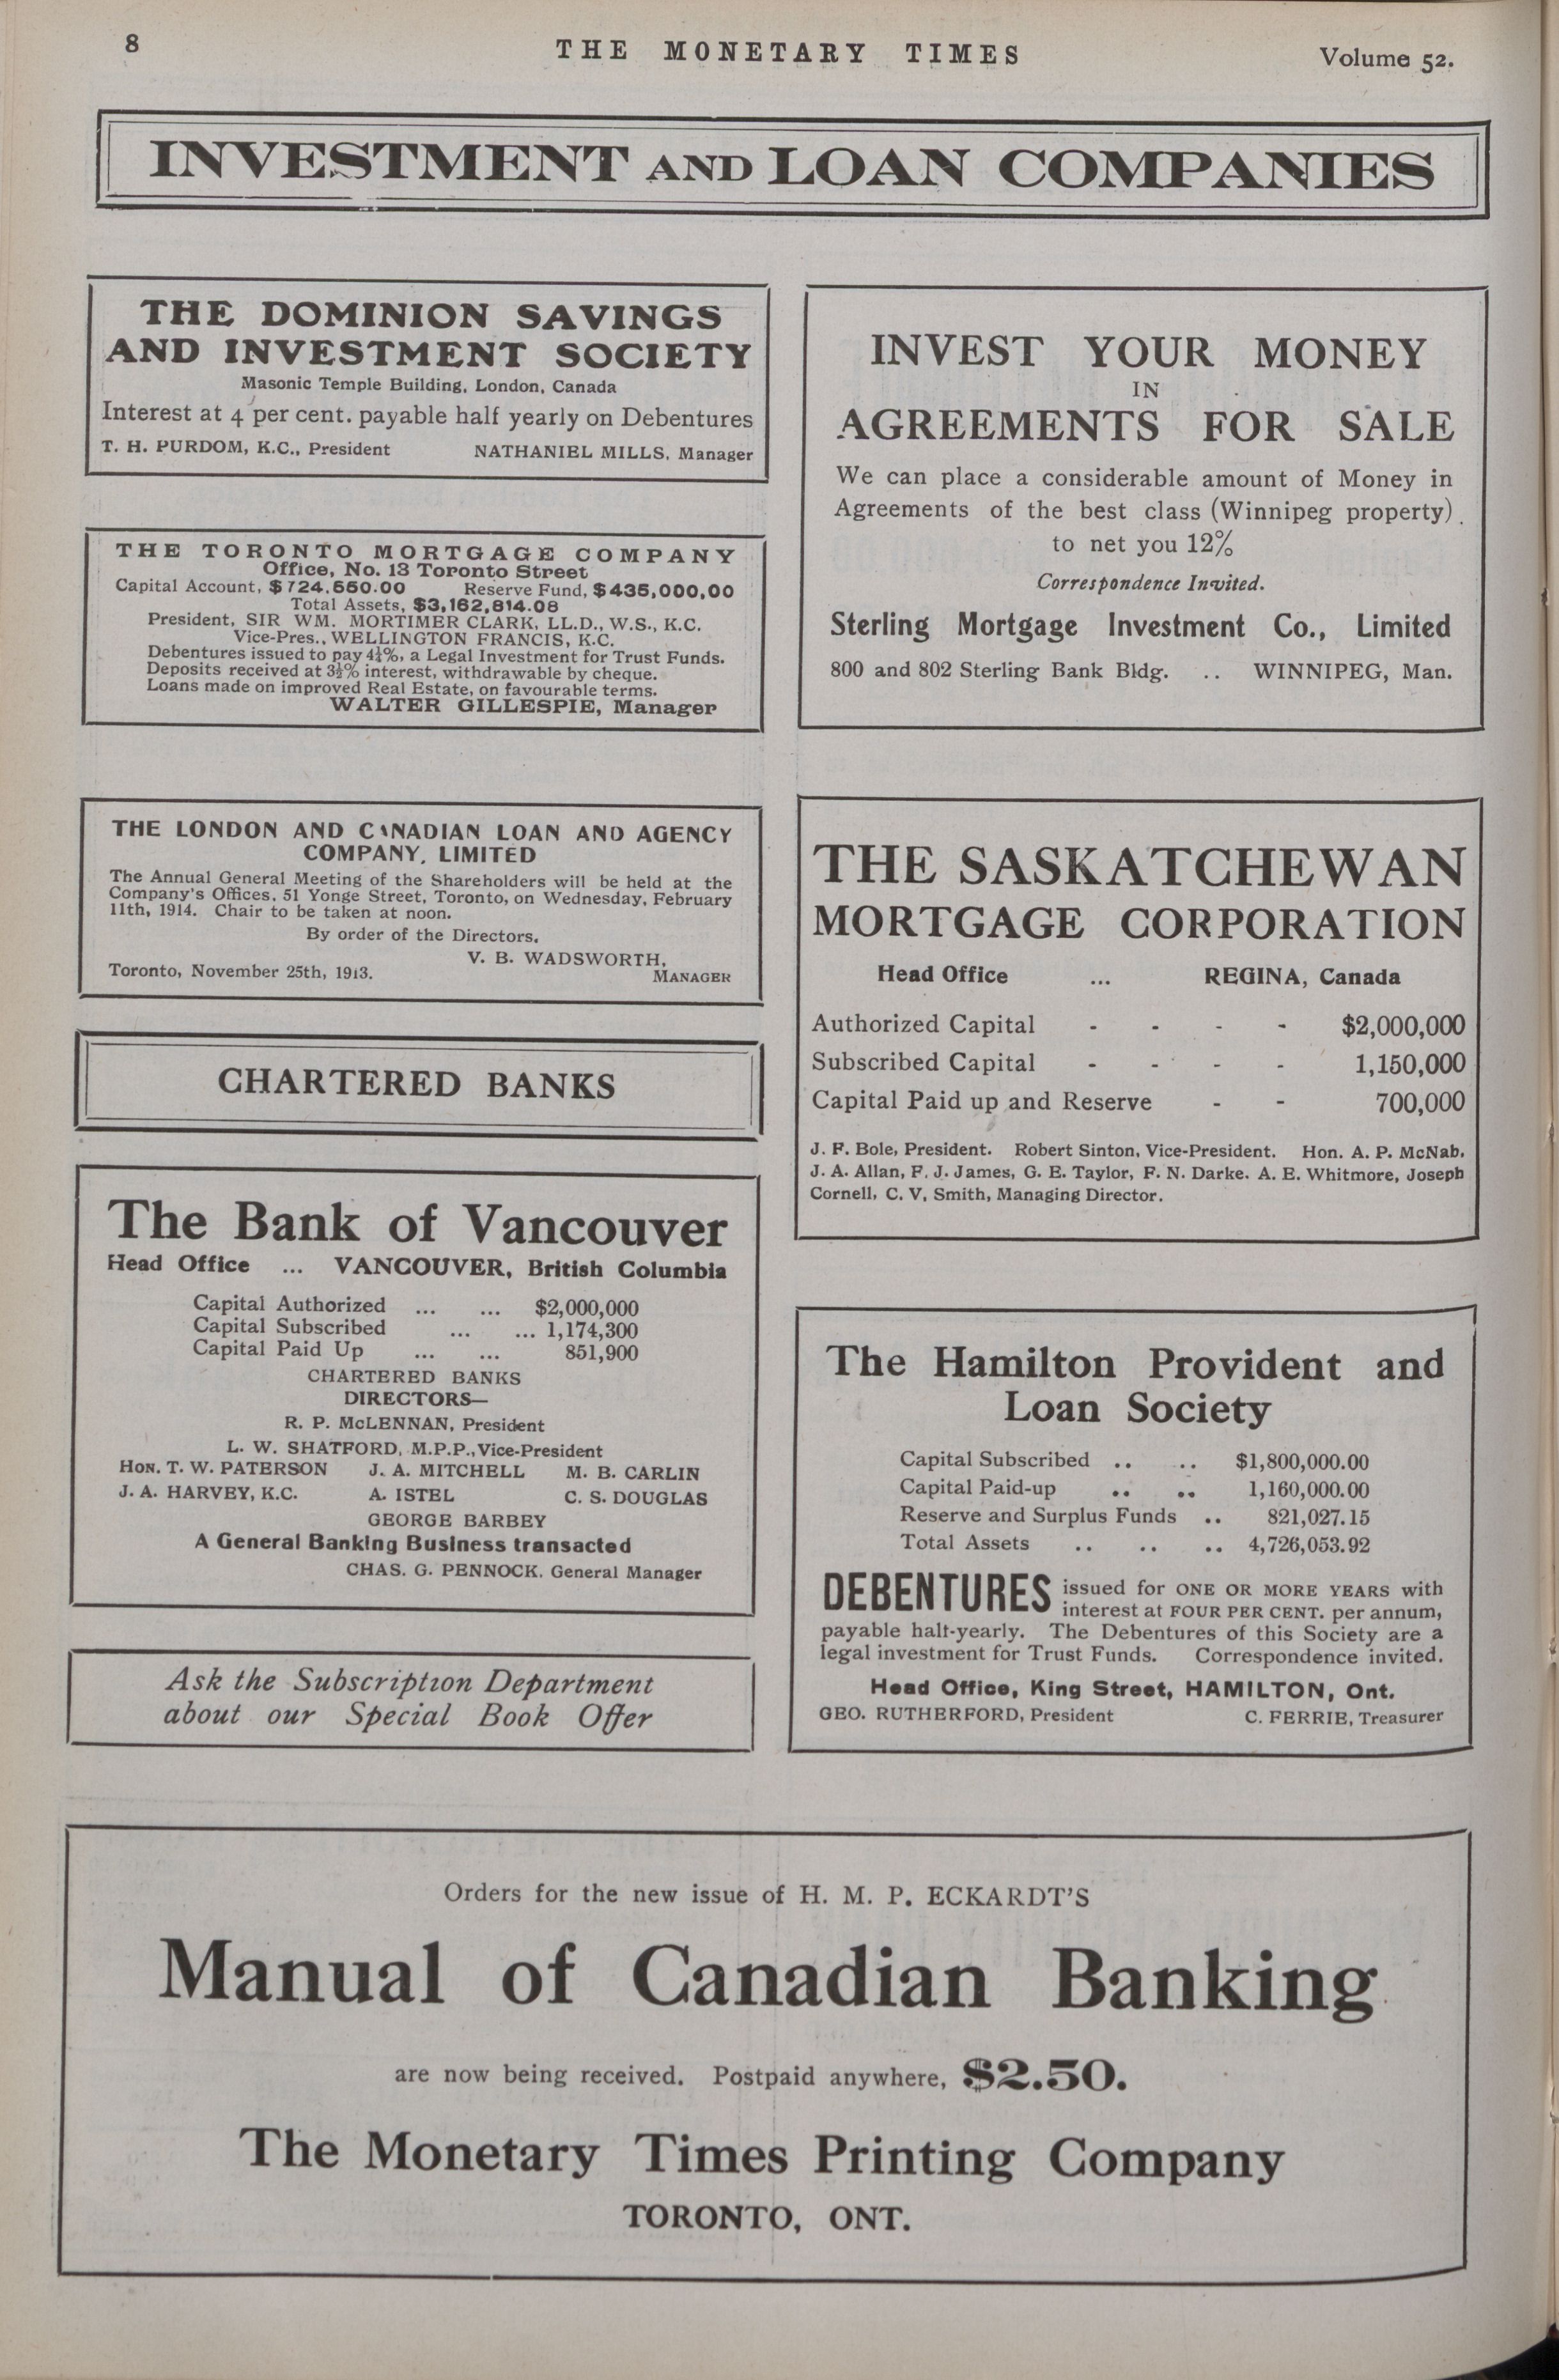 8
THE MONETARY TIMES
Volume 52.
INVESTMENT AND LOAN COMPANIES
THE DOMINION SAVINGS
AND INVESTMENT SOCIETY
Masonic Temple Building, London, Canada
Interest at 4 per cent. payable half yearly on Debentures
T. H. PURDOM, K.C., President NATHANIEL MILLS, Manager
THE TORONTO MORTGAGE COMPANY
Office, No. 13 Toronto Street
Capital Account, $724,550.00 Reserve Fund, $435,000,00
Total Assets, $3,162,814.08
President, SIR WM. MORTIMER CLARK, LL.D., W.S., K.C.
Vice-Pres., WELLINGTON FRANCIS, K.C.
Debentures issued to pay 4¼%, a Legal Investment for Trust Funds.
Deposits received at 3½% interest, withdrawable by cheque.
Loans made on improved Real Estate, on favourable terms.
WALTER GILLESPIE, Manager
THE LONDON AND CANADIAN LOAN AND AGENCY
COMPANY, LIMITED
The Annual General Meeting of the Shareholders will be held at the
Company's Offices, 51 Yonge Street, Toronto, on Wednesday, February
11th, 1914. Chair to be taken at noon.
By order of the Directors,
V. B. WADSWORTH,
Toronto, November 25th, 1913. MANAGER
CHARTERED BANKS
The Bank of Vancouver
Head Office ... VANCOUVER, British Columbia
Capital Authorized ... ... $2,000,000
Capital Subscribed ... ... 1,174,300
Capital Paid Up ... ... 851,900
CHARTERED BANKS
DIRECTORS—
R. P. McLENNAN, President
L. W. SHATFORD, M.P.P., Vice-President
HON. T. W. PATERSON J. A. MITCHELL M. B. CARLIN
J. A. HARVEY, K.C. A. ISTEL C. S. DOUGLAS
GEORGE BARBEY
A General Banking Business transacted
CHAS. G. PENNOCK, General Manager
Ask the Subscription Department
about our Special Book Offer
INVEST YOUR MONEY
IN
AGREEMENTS FOR SALE
We can place a considerable amount of Money in
Agreements of the best class (Winnipeg property)
to net you 12%
Correspondence Invited.
Sterling Mortgage Investment Co., Limited
800 and 802 Sterling Bank Bldg. .. WINNIPEG, Man.
THE SASKATCHEWAN
MORTGAGE CORPORATION
Head Office ... REGINA, Canada
Authorized Capital - - - - $2,000,000
Subscribed Capital - - - - 1,150,000
Capital Paid up and Reserve - - 700,000
J. F. Bole, President. Robert Sinton, Vice-President. Hon. A. P. McNab.
J. A. Allan, F. J. James, G. E. Taylor, F. N. Darke. A. E. Whitmore, Joseph
Cornell, C. V. Smith, Managing Director.
The Hamilton Provident and
Loan Society
Capital Subscribed .. .. $1,800,000.00
Capital Paid-up .. .. 1,160,000.00
Reserve and Surplus Funds .. 821,027.15
Total Assets .. .. .. 4,726,053.92
DEBENTURES issued for ONE OR MORE YEARS with
interest at FOUR PER CENT. per annum,
payable half-yearly. The Debentures of this Society are a
legal investment for Trust Funds. Correspondence invited.
Head Office, King Street, HAMILTON, Ont.
GEO. RUTHERFORD, President C. FERRIE, Treasurer
Orders for the new issue of H. M. P. ECKARDT'S
Manual of Canadian Banking
are now being received. Postpaid anywhere, $2.50.
The Monetary Times Printing Company
TORONTO, ONT.